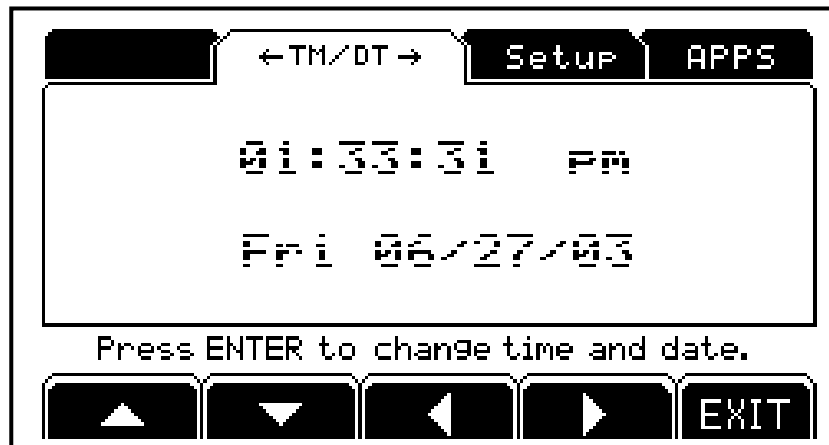 ←TM/DT→ Setup APPS
01:33:31 pm
Fri 06/27/03
Press ENTER to change time and date.
EXIT